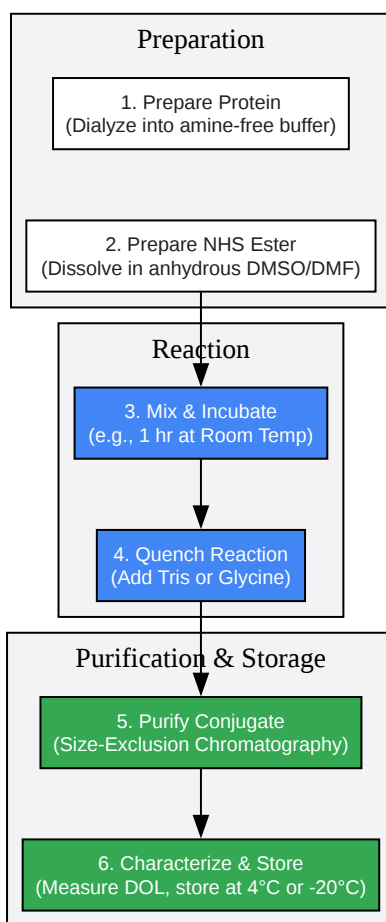 Preparation
1. Prepare Protein
(Dialyze into amine-free buffer)
2. Prepare NHS Ester
(Dissolve in anhydrous DMSO/DMF)
Reaction
3. Mix & Incubate
(e.g., 1 hr at Room Temp)
4. Quench Reaction
(Add Tris or Glycine)
Purification & Storage
5. Purify Conjugate
(Size-Exclusion Chromatography)
6. Characterize & Store
(Measure DOL, store at 4°C or -20°C)